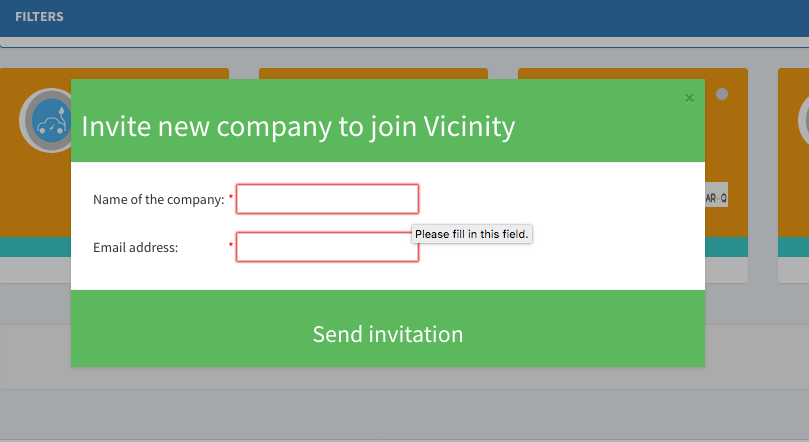 FILTERS
×
Invite new company to join Vicinity
AR·Q
Name of the company: *
Please fill in this field.
Email address: *
Send invitation